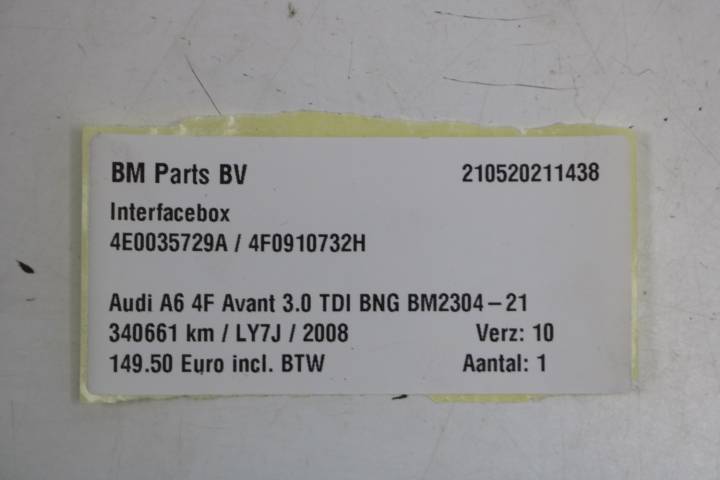 BM Parts BV 210520211438
Interfacebox
4E0035729A / 4F0910732H
Audi A6 4F Avant 3.0 TDI BNG BM2304-21
340661 km / LY7J / 2008 Verz: 10
149.50 Euro incl. BTW Aantal: 1